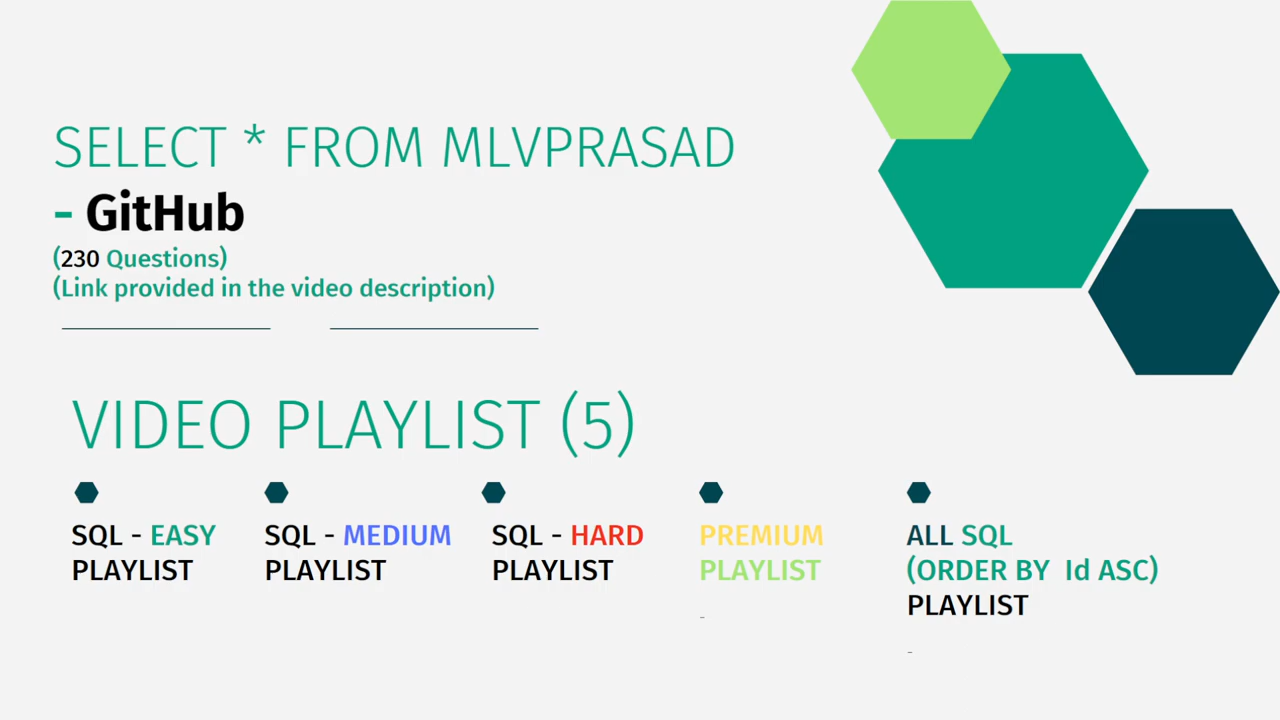 SELECT * FROM MLVPRASAD
- GitHub
(230 Questions)
(Link provided in the video description)
VIDEO PLAYLIST (5)
SQL - EASY
PLAYLIST
SQL - MEDIUM
PLAYLIST
SQL - HARD
PLAYLIST
PREMIUM
PLAYLIST
-
ALL SQL
(ORDER BY Id ASC)
PLAYLIST
-